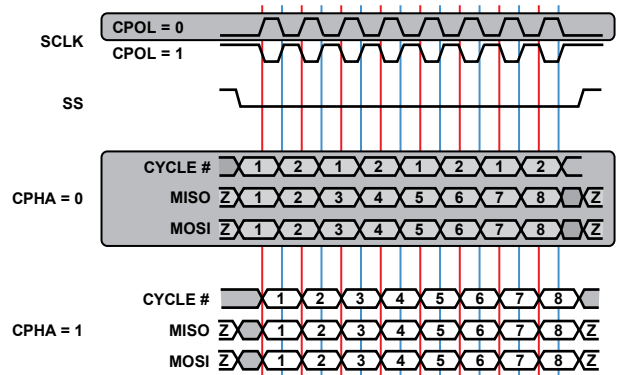 SCLK
CPOL = 0
CPOL = 1
SS
CPHA = 0
CYCLE # 1 2 1 2 1 2 1 2
MISO Z 1 2 3 4 5 6 7 8 Z
MOSI Z 1 2 3 4 5 6 7 8 Z
CPHA = 1
CYCLE # 1 2 3 4 5 6 7 8
MISO Z 1 2 3 4 5 6 7 8 Z
MOSI Z 1 2 3 4 5 6 7 8 Z